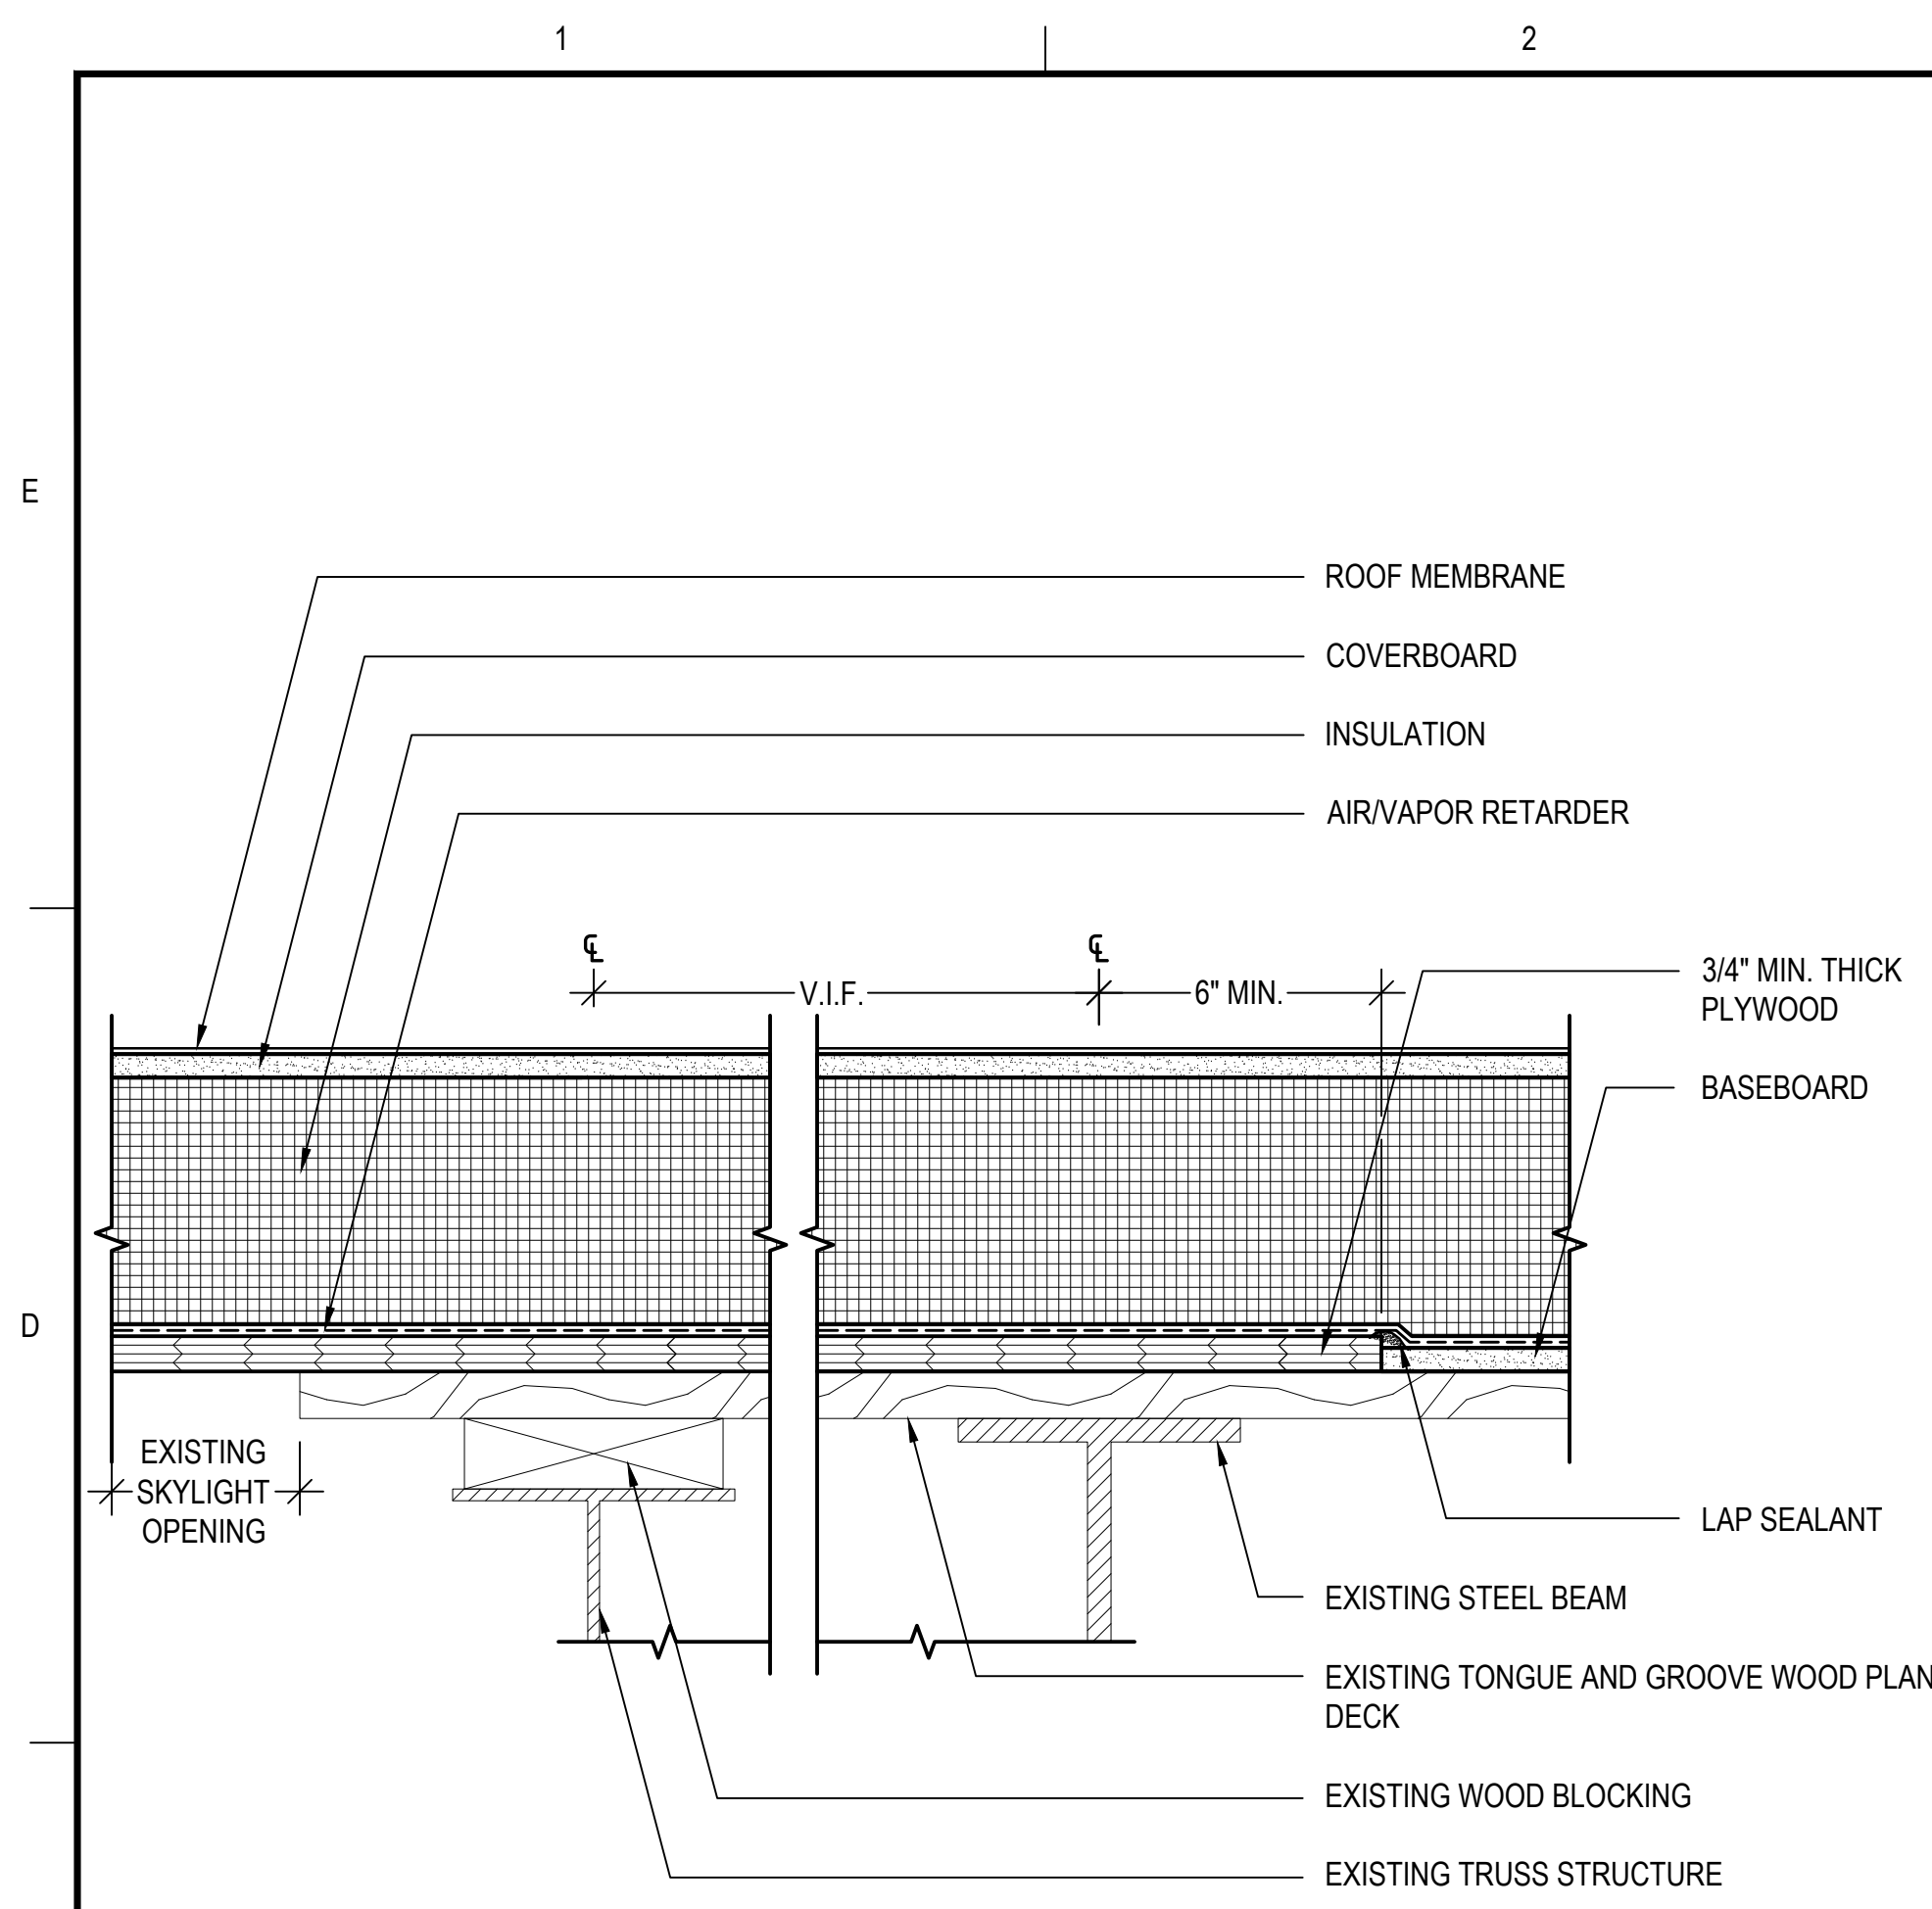 1
2
E
ROOF MEMBRANE
COVERBOARD
INSULATION
AIR/VAPOR RETARDER
℄
℄
V.I.F.
6" MIN.
3/4" MIN. THICK
PLYWOOD
BASEBOARD
D
EXISTING
SKYLIGHT
OPENING
LAP SEALANT
EXISTING STEEL BEAM
EXISTING TONGUE AND GROOVE WOOD PLAN
DECK
EXISTING WOOD BLOCKING
EXISTING TRUSS STRUCTURE